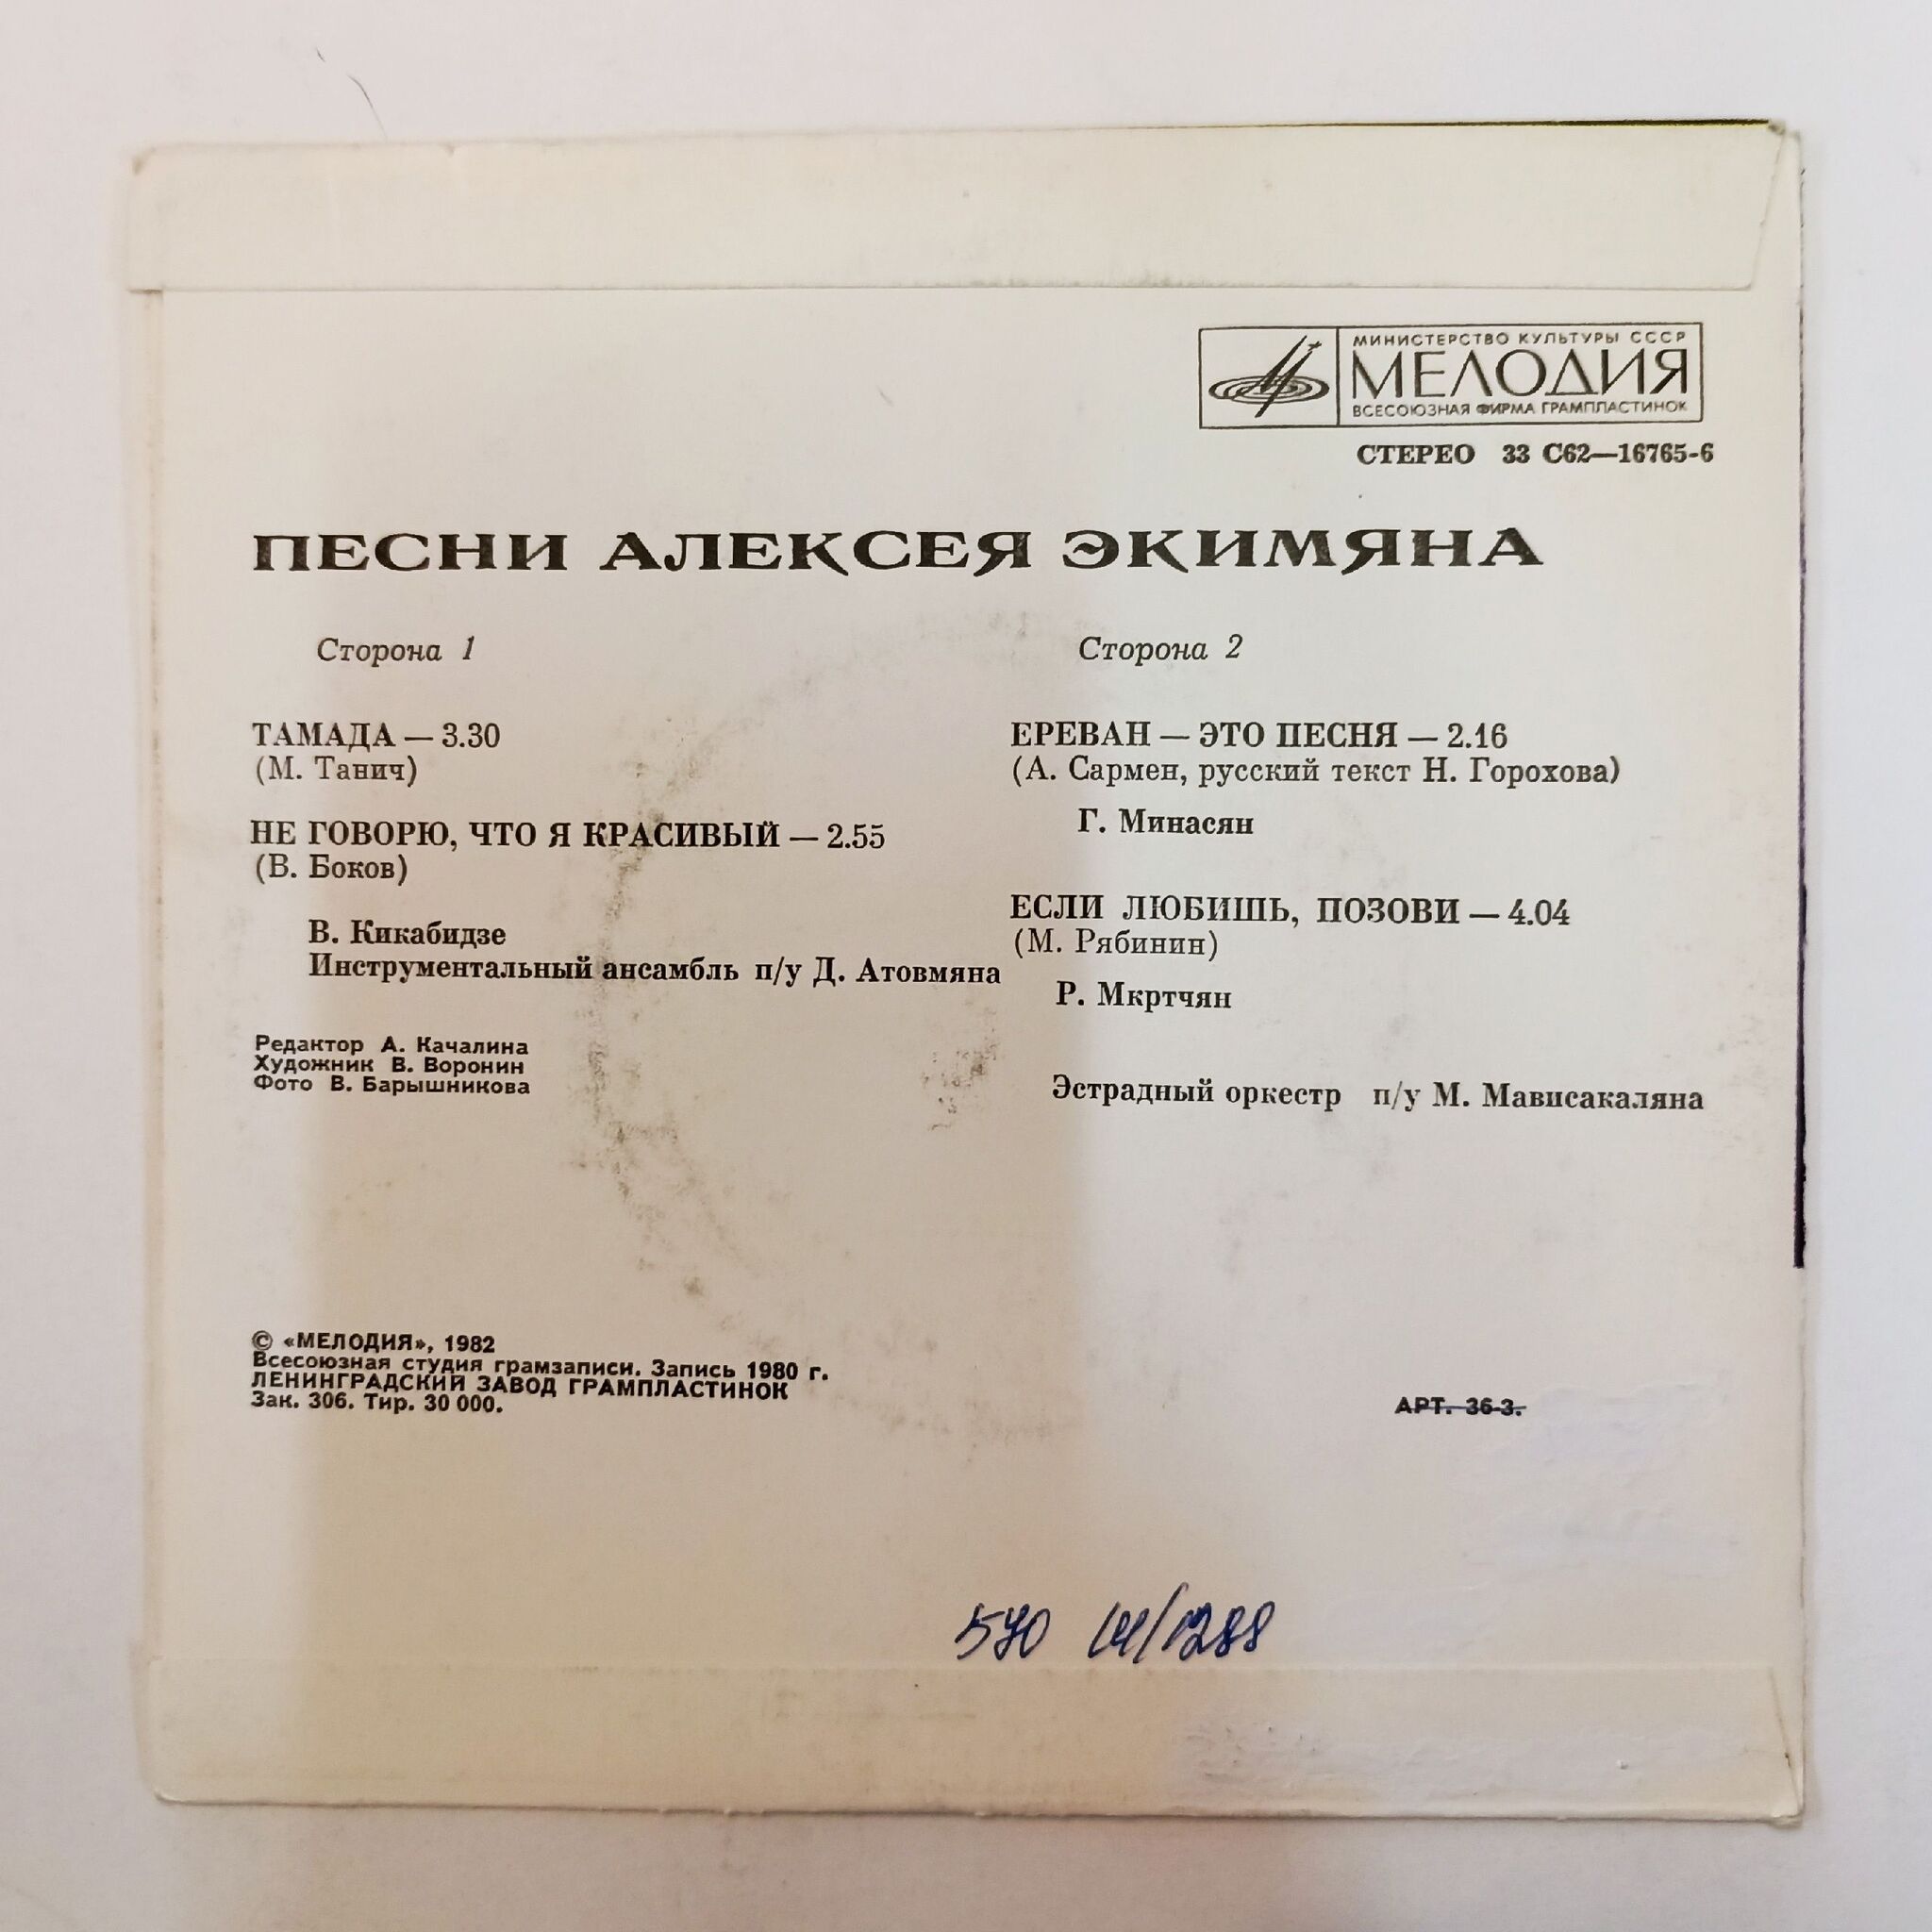 МИНИСТЕРСТВО КУЛЬТУРЫ СССР
МЕЛОДИЯ
ВСЕСОЮЗНАЯ ФИРМА ГРАМПЛАСТИНОК
СТЕРЕО 33 С62—16765-6
ПЕСНИ АЛЕКСЕЯ ЭКИМЯНА
Сторона 1
ТАМАДА — 3.30
(М. Танич)
НЕ ГОВОРЮ, ЧТО Я КРАСИВЫЙ — 2.55
(В. Боков)
В. Кикабидзе
Инструментальный ансамбль п/у Д. Атовмяна
Редактор А. Качалина
Художник В. Воронин
Фото В. Барышникова
Сторона 2
ЕРЕВАН — ЭТО ПЕСНЯ — 2.16
(А. Сармен, русский текст Н. Горохова)
Г. Минасян
ЕСЛИ ЛЮБИШЬ, ПОЗОВИ — 4.04
(М. Рябинин)
Р. Мкртчян
Эстрадный оркестр п/у М. Мависакаляна
© «МЕЛОДИЯ», 1982
Всесоюзная студия грамзаписи. Запись 1980 г.
ЛЕНИНГРАДСКИЙ ЗАВОД ГРАМПЛАСТИНОК
Зак. 306. Тир. 30 000.
АРТ. 36-3.